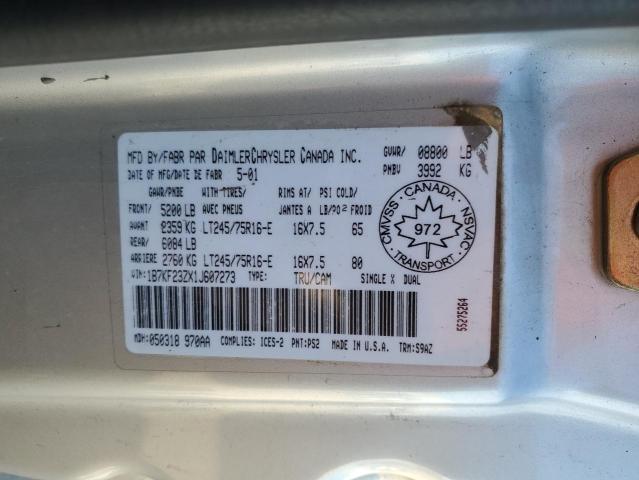 MFD BY/FABR PAR DAIMLERCHRYSLER CANADA INC.
GVWR/ 08800 LB
DATE OF MFG/DATE DE FABR 5-01
PNBV 3992 KG
GAWR/PNBE WITH TIRES/ RIMS AT/ PSI COLD/
FRONT/ 5200 LB AVEC PNEUS JANTES A LB/PO2 FROID
AVANT 2359 KG LT245/75R16-E 16X7.5 65
REAR/ 6084 LB
ARRIERE 2760 KG LT245/75R16-E 16X7.5 80
VIN: 1B7KF23ZX1J607273 TYPE: TRU/CAM SINGLE X DUAL
MDH: 050318 970AA COMPLIES: ICES-2 PNT: PS2 MADE IN U.S.A. TRM: S9AZ
CANADA
CMVSS 972 NSVAC
TRANSPORT
55275264